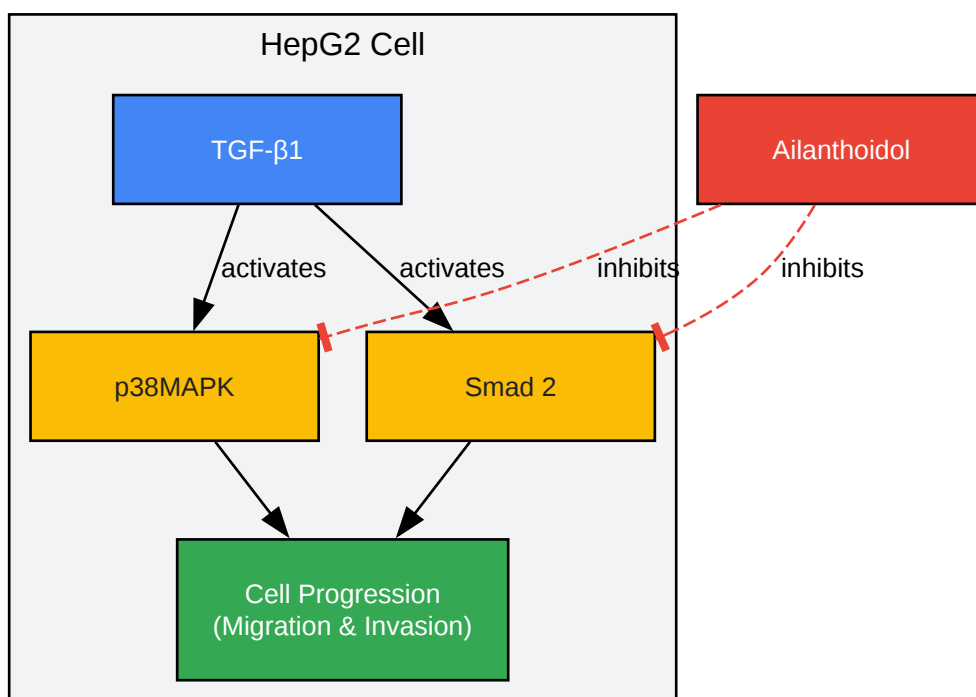 HepG2 Cell
TGF-β1
Ailanthoidol
activates
activates
inhibits
inhibits
p38MAPK
Smad 2
Cell Progression
(Migration & Invasion)